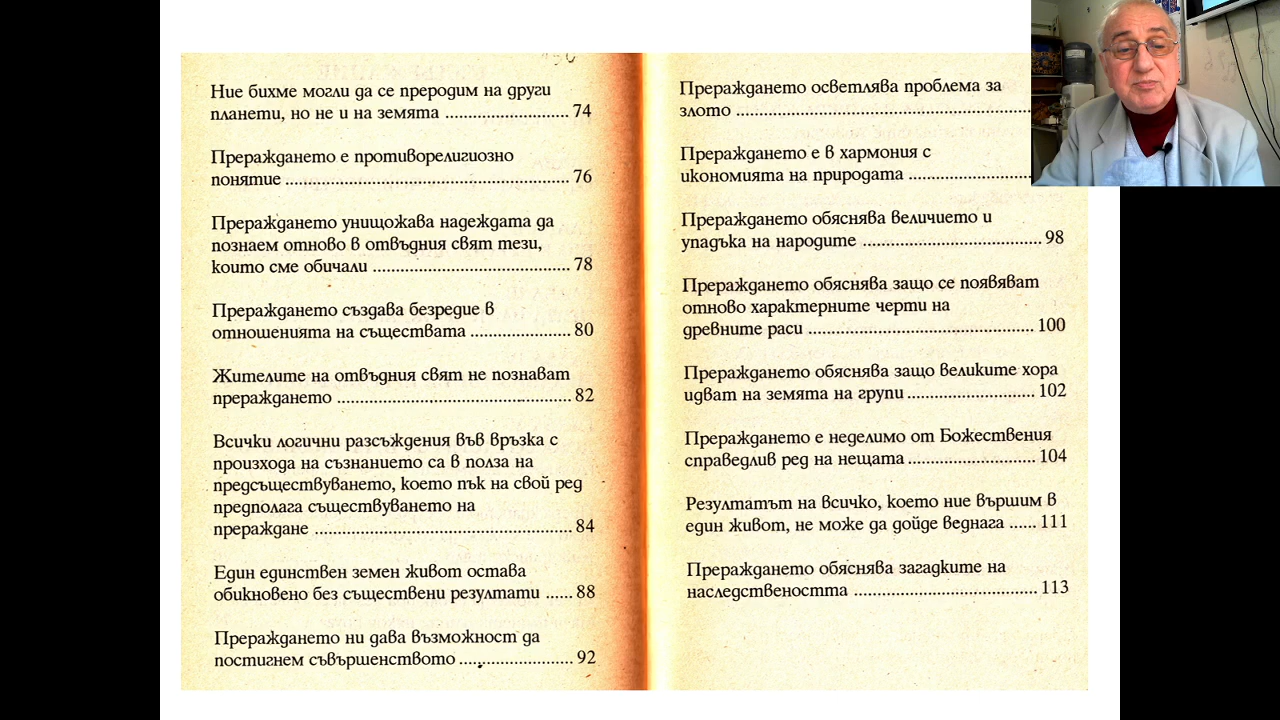 Ние бихме могли да се преродим на други
планети, но не и на земята .......................... 74
Прераждането е противорелигиозно
понятие ............................................................ 76
Прераждането унищожава надеждата да
познаем отново в отвъдния свят тези,
които сме обичали .......................................... 78
Прераждането създава безредие в
отношенията на съществата ..................... 80
Жителите на отвъдния свят не познават
прераждането .................................................. 82
Всички логични разсъждения във връзка с
произхода на съзнанието са в полза на
предсъществуването, което пък на свой ред
предполага съществуването на
прераждане ...................................................... 84
Един единствен земен живот остава
обикновено без съществени резултати ...... 88
Прераждането ни дава възможност да
постигнем съвършенството ........................ 92
Прераждането осветлява проблема за
злото ..............................................................
Прераждането е в хармония с
икономията на природата ..........................
Прераждането обяснява величието и
упадъка на народите ...................................... 98
Прераждането обяснява защо се появяват
отново характерните черти на
древните раси ................................................ 100
Прераждането обяснява защо великите хора
идват на земята на групи ........................... 102
Прераждането е неделимо от Божествения
справедлив ред на нещата ........................... 104
Резултатът на всичко, което ние вършим в
един живот, не може да дойде веднага ...... 111
Прераждането обяснява загадките на
наследствеността ....................................... 113